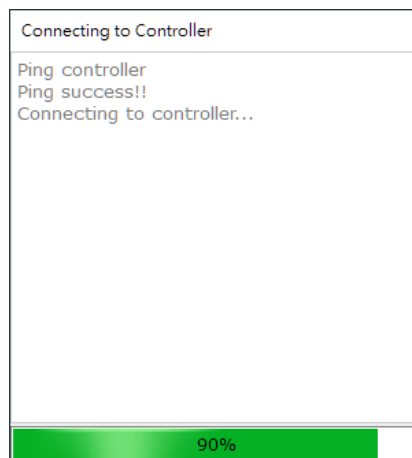 Connecting to Controller
Ping controller
Ping success!!
Connecting to controller...
90%